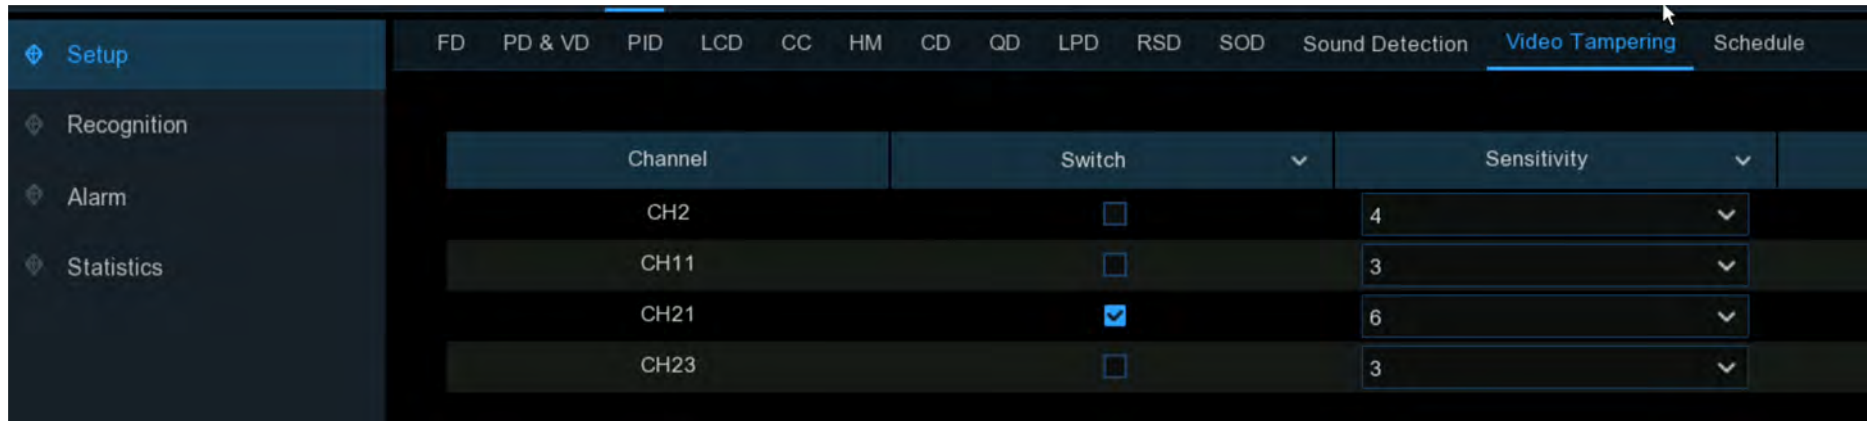 Setup
Recognition
Alarm
Statistics
FD PD & VD PID LCD CC HM CD QD LPD RSD SOD Sound Detection Video Tampering Schedule
Channel Switch Sensitivity
CH2 4
CH11 3
CH21 6
CH23 3